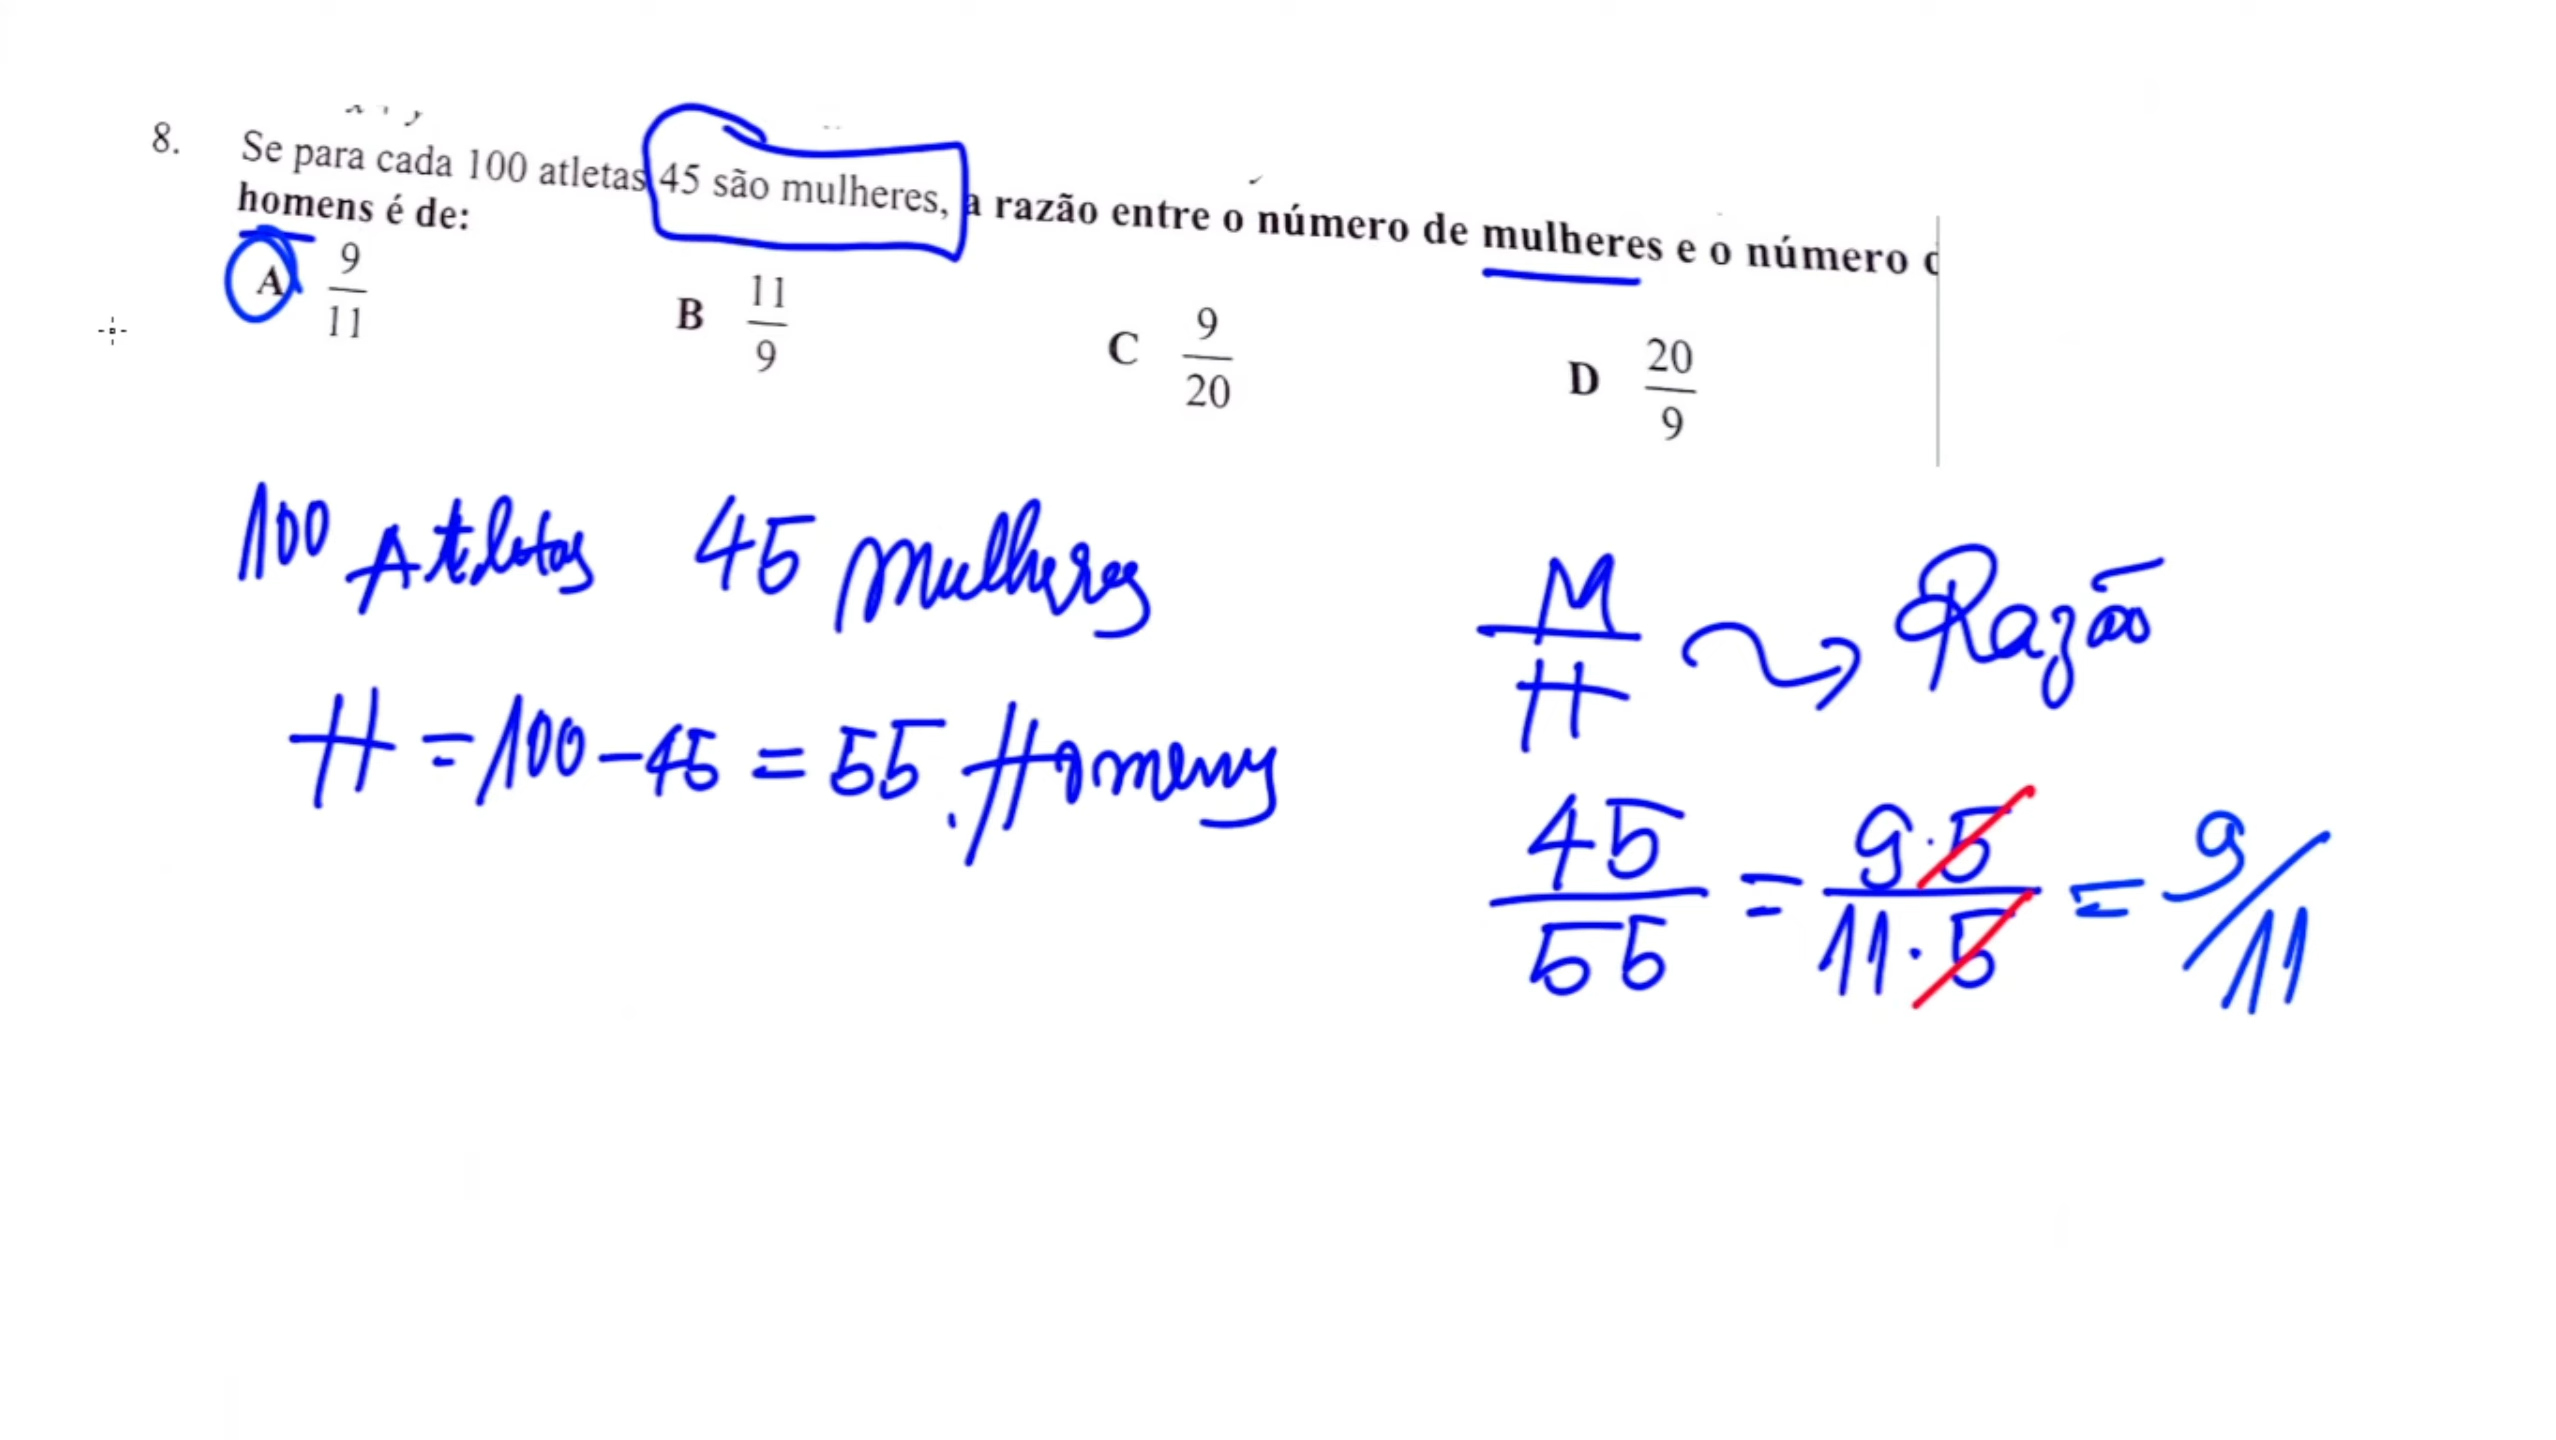 8. Se para cada 100 atletas 45 são mulheres, a razão entre o número de mulheres e o número
homens é de:
A 9/11 B 11/9 C 9/20 D 20/9
100 Atletas 45 Mulheres
H = 100 - 45 = 55 Homens
M/H Razão
45/55 = 9·5/11·5 = 9/11